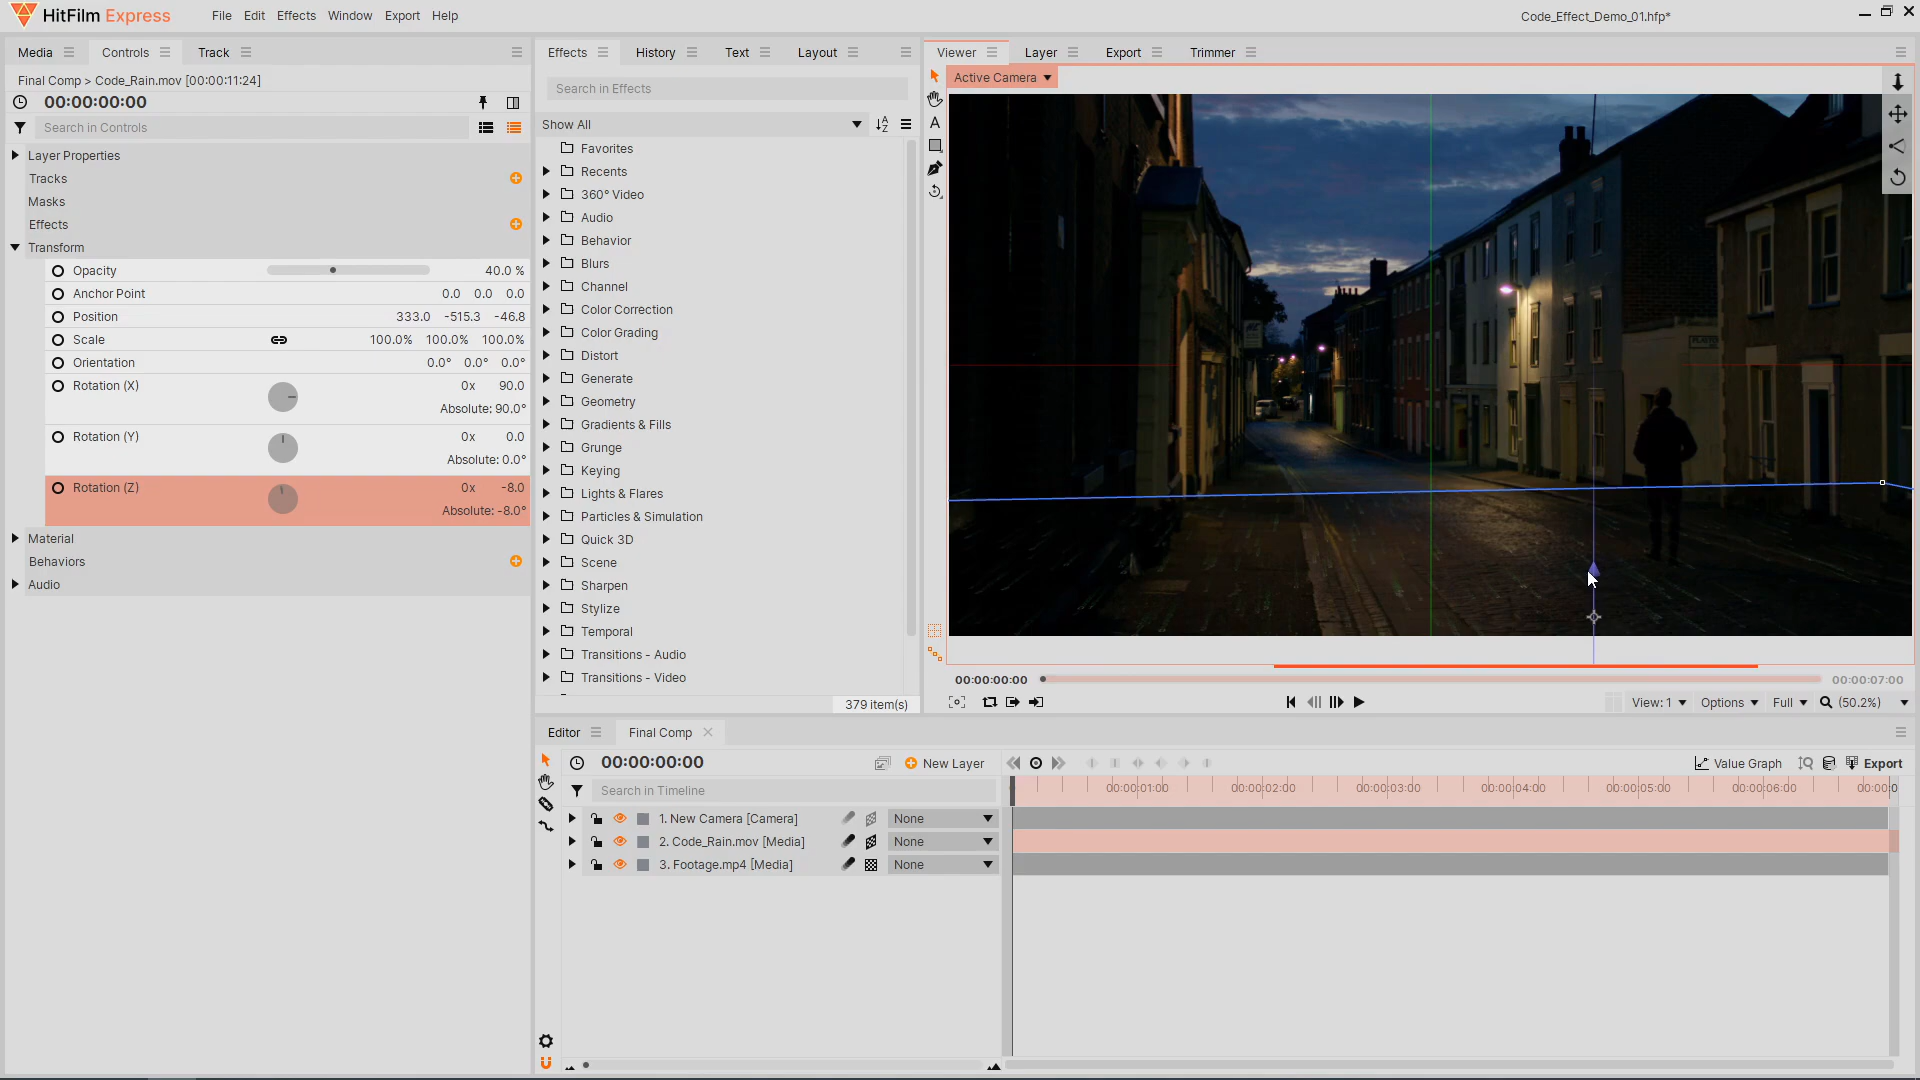 HitFilm Express
File Edit Effects Window Export Help
Code_Effect_Demo_01.hfp*
Media Controls Track
Final Comp > Code_Rain.mov [00:00:11:24]
00:00:00:00
Search in Controls
Layer Properties
Tracks
Masks
Effects
Transform
Opacity 40.0 %
Anchor Point 0.0 0.0 0.0
Position 333.0 -515.3 -46.8
Scale 100.0% 100.0% 100.0%
Orientation 0.0° 0.0° 0.0°
Rotation (X) 0x 90.0
Absolute: 90.0°
Rotation (Y) 0x 0.0
Absolute: 0.0°
Rotation (Z) 0x -8.0
Absolute: -8.0°
Material
Behaviors
Audio
Effects History Text Layout
Search in Effects
Show All
Favorites
Recents
360° Video
Audio
Behavior
Blurs
Channel
Color Correction
Color Grading
Distort
Generate
Geometry
Gradients & Fills
Grunge
Keying
Lights & Flares
Particles & Simulation
Quick 3D
Scene
Sharpen
Stylize
Temporal
Transitions - Audio
Transitions - Video
379 item(s)
Viewer Layer Export Trimmer
Active Camera
A
00:00:00:00 00:00:07:00
View: 1 Options Full (50.2%)
Editor Final Comp
00:00:00:00 New Layer Value Graph Export
Search in Timeline
00:00:01:00 00:00:02:00 00:00:03:00 00:00:04:00 00:00:05:00 00:00:06:00 00:00:0
1. New Camera [Camera] None
2. Code_Rain.mov [Media] None
3. Footage.mp4 [Media] None